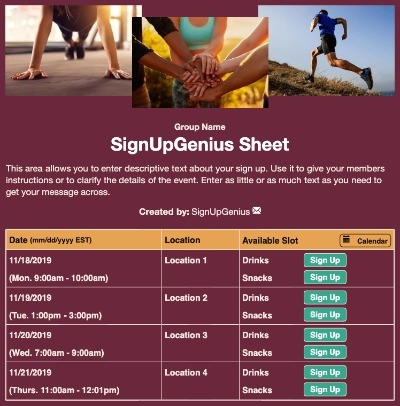 Group Name
SignUpGenius Sheet
This area allows you to enter descriptive text about your sign up. Use it to give your members
instructions or to clarify the details of the event. Enter as little or as much text as you need to
get your message across.
Created by: SignUpGenius
Date (mm/dd/yyyy EST) Location Available Slot Calendar
11/18/2019 Location 1 Drinks Sign Up
(Mon. 9:00am - 10:00am) Snacks Sign Up
11/19/2019 Location 2 Drinks Sign Up
(Tue. 1:00pm - 3:00pm) Snacks Sign Up
11/20/2019 Location 3 Drinks Sign Up
(Wed. 7:00am - 9:00am) Snacks Sign Up
11/21/2019 Location 4 Drinks Sign Up
(Thurs. 11:00am - 12:01pm) Snacks Sign Up